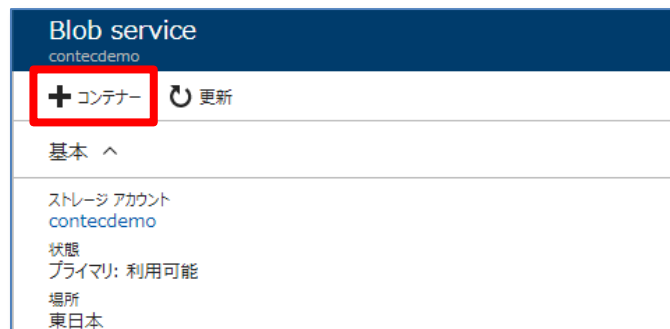 Blob service
contecdemo
コンテナー 更新
基本
ストレージ アカウント
contecdemo
状態
プライマリ: 利用可能
場所
東日本